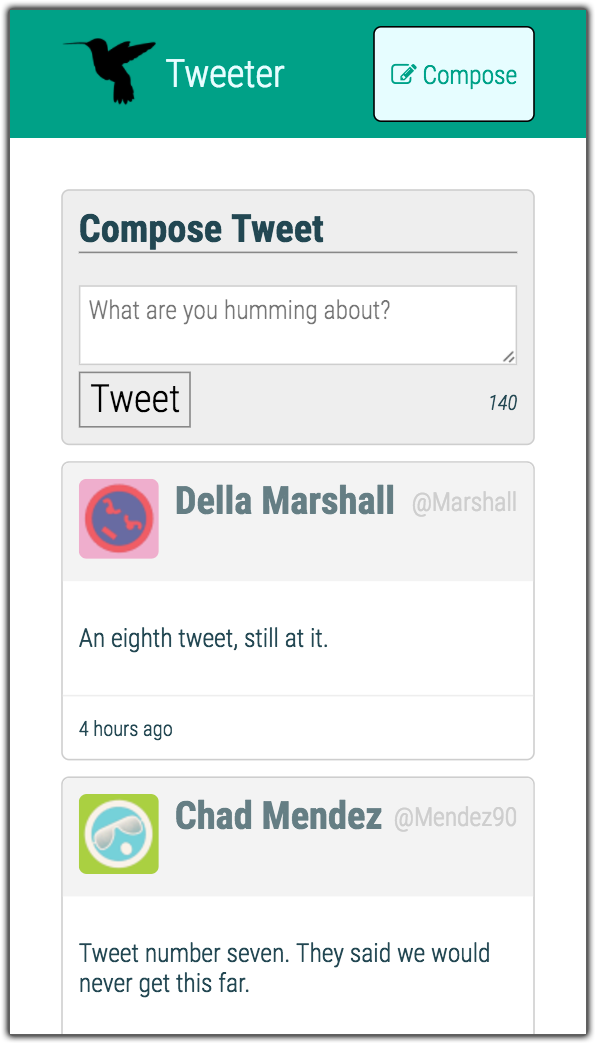 Tweeter
Compose
Compose Tweet
What are you humming about?
Tweet
140
Della Marshall @Marshall
An eighth tweet, still at it.
4 hours ago
Chad Mendez @Mendez90
Tweet number seven. They said we would
never get this far.